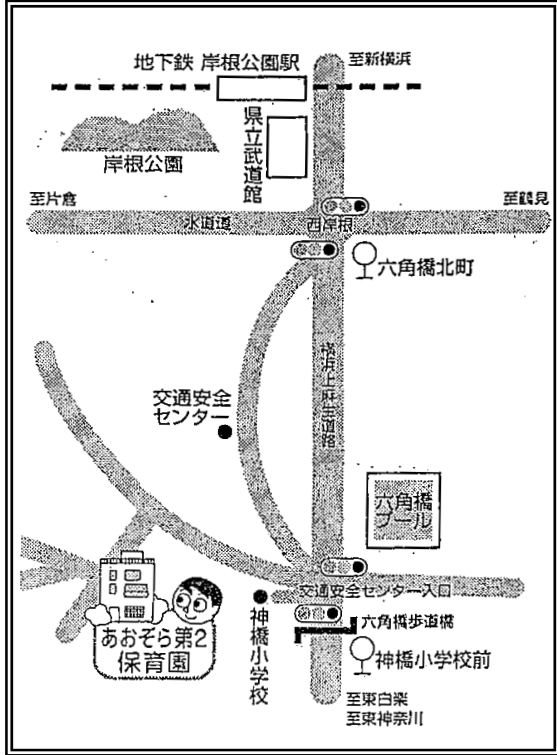 地下鉄 岸根公園駅
至新横浜
県立武道館
岸根公園
至片倉
至鶴見
水道道
西岸根
六角橋北町
横浜上麻生道路
交通安全
センター
六角橋
プール
交通安全センター入口
神橋小学校
六角橋歩道橋
あおぞら第2
保育園
神橋小学校前
至東白楽
至東神奈川